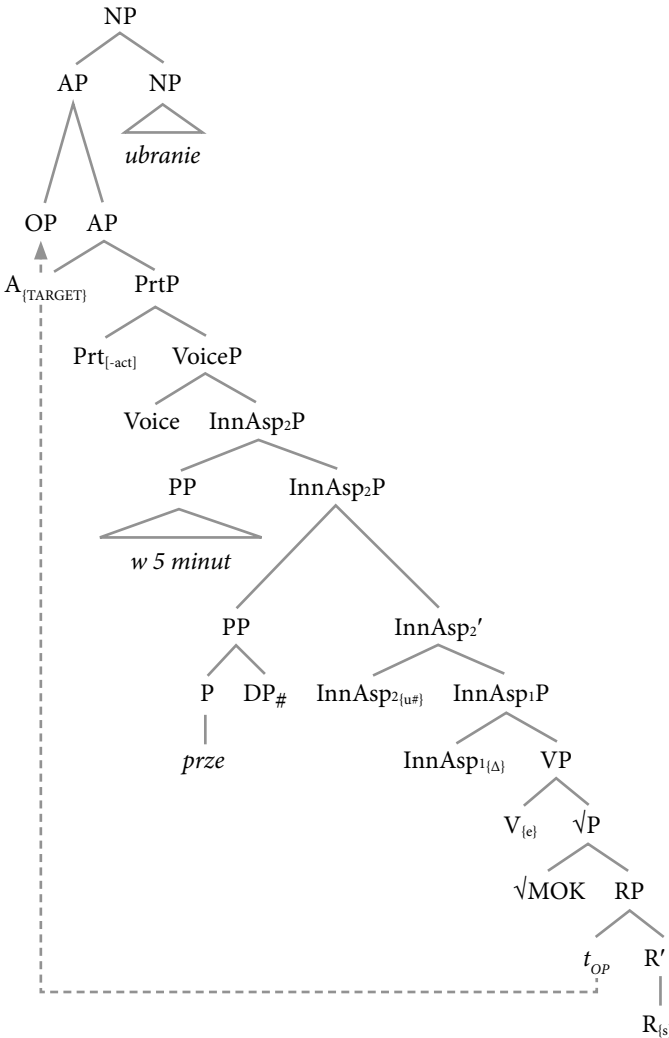 NP
AP NP
ubranie
OP AP
A{TARGET} PrtP
Prt[-act] VoiceP
Voice InnAsp₂P
PP InnAsp₂P
w 5 minut
PP InnAsp₂′
P DP# InnAsp₂{u#} InnAsp₁P
prze InnAsp₁{Δ} VP
V{e} √P
√MOK RP
tOP R′
R{s